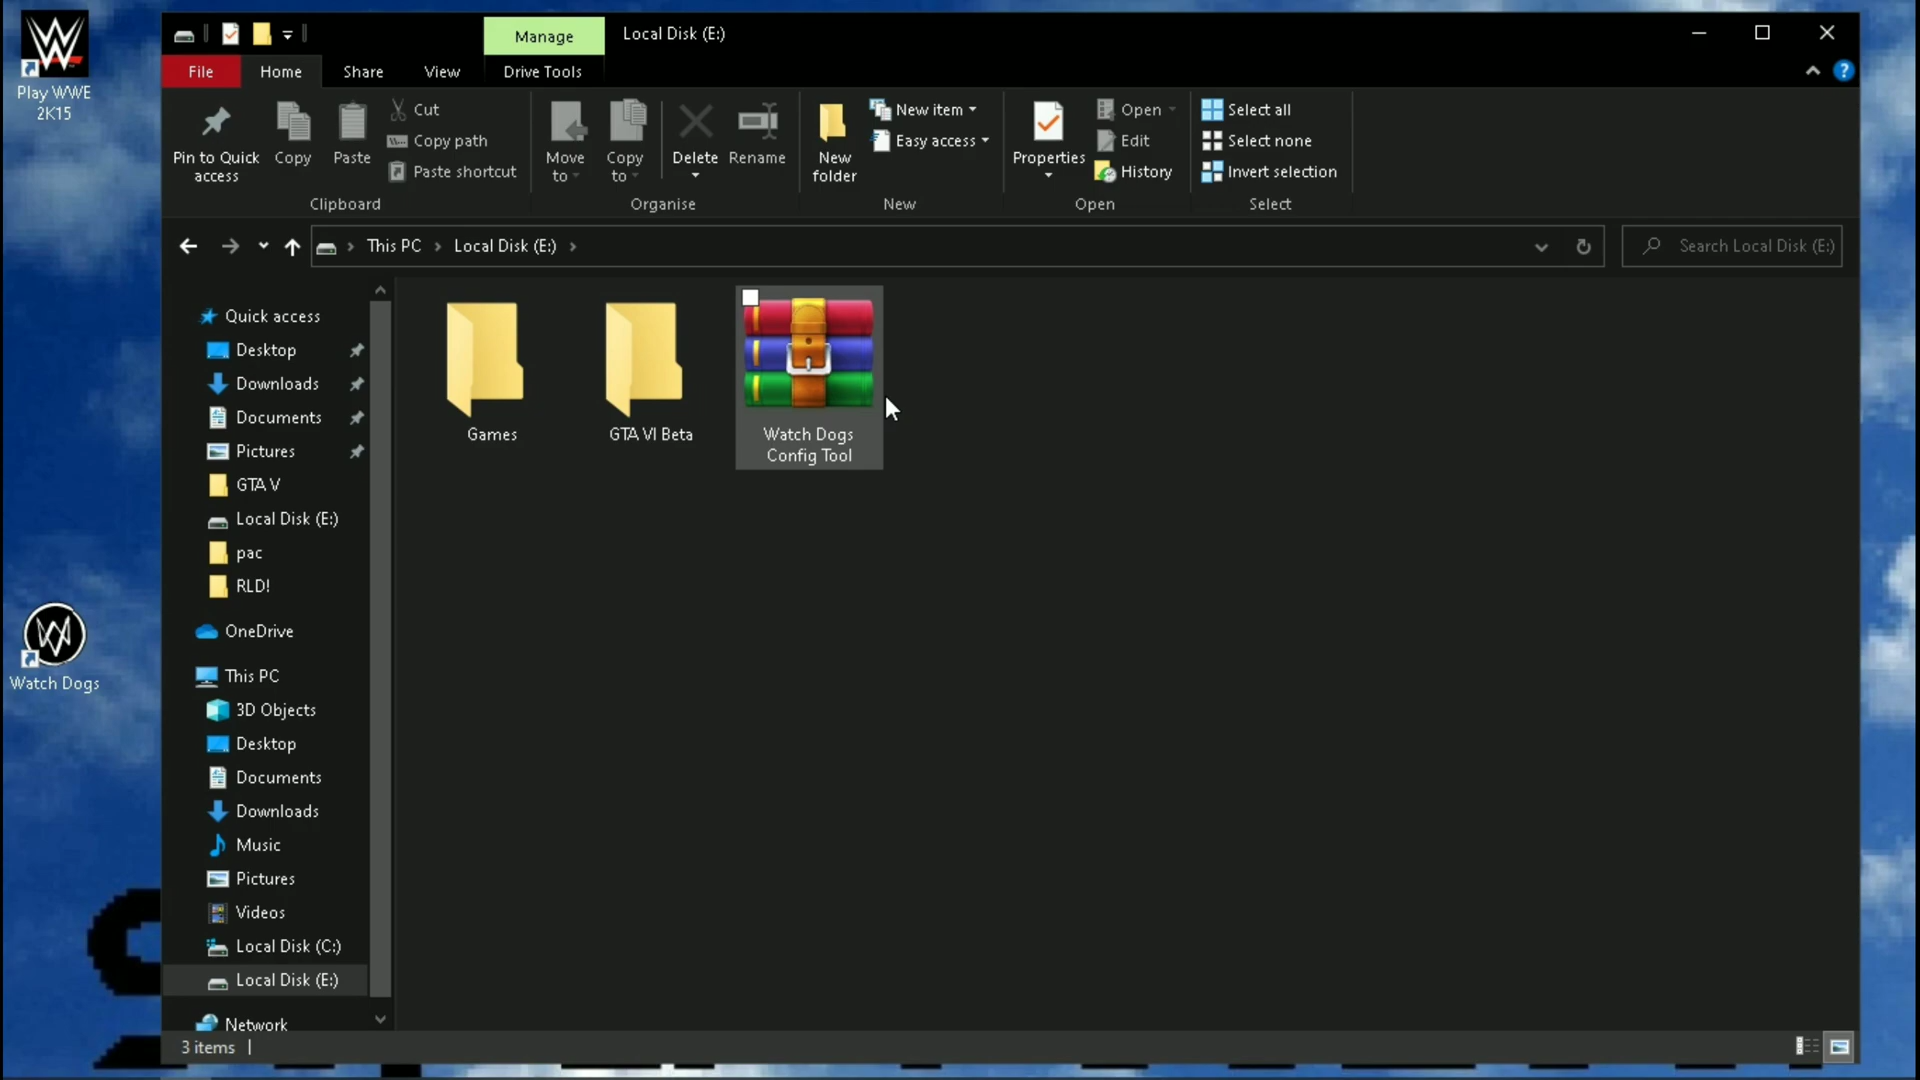 Play WWE
2K15
Watch Dogs
Manage
Local Disk (E:)
File
Home
Share
View
Drive Tools
?
Pin to Quick
access
Copy
Paste
Cut
Copy path
Paste shortcut
Clipboard
Move
to
Copy
to
Delete
Rename
Organise
New
folder
New item
Easy access
New
Properties
Open
Edit
History
Open
Select all
Select none
Invert selection
Select
This PC
Local Disk (E:)
Search Local Disk (E:)
Quick access
Desktop
Downloads
Documents
Pictures
GTA V
Local Disk (E:)
pac
RLD!
OneDrive
This PC
3D Objects
Desktop
Documents
Downloads
Music
Pictures
Videos
Local Disk (C:)
Local Disk (E:)
Network
Games
GTA VI Beta
Watch Dogs
Config Tool
3 items